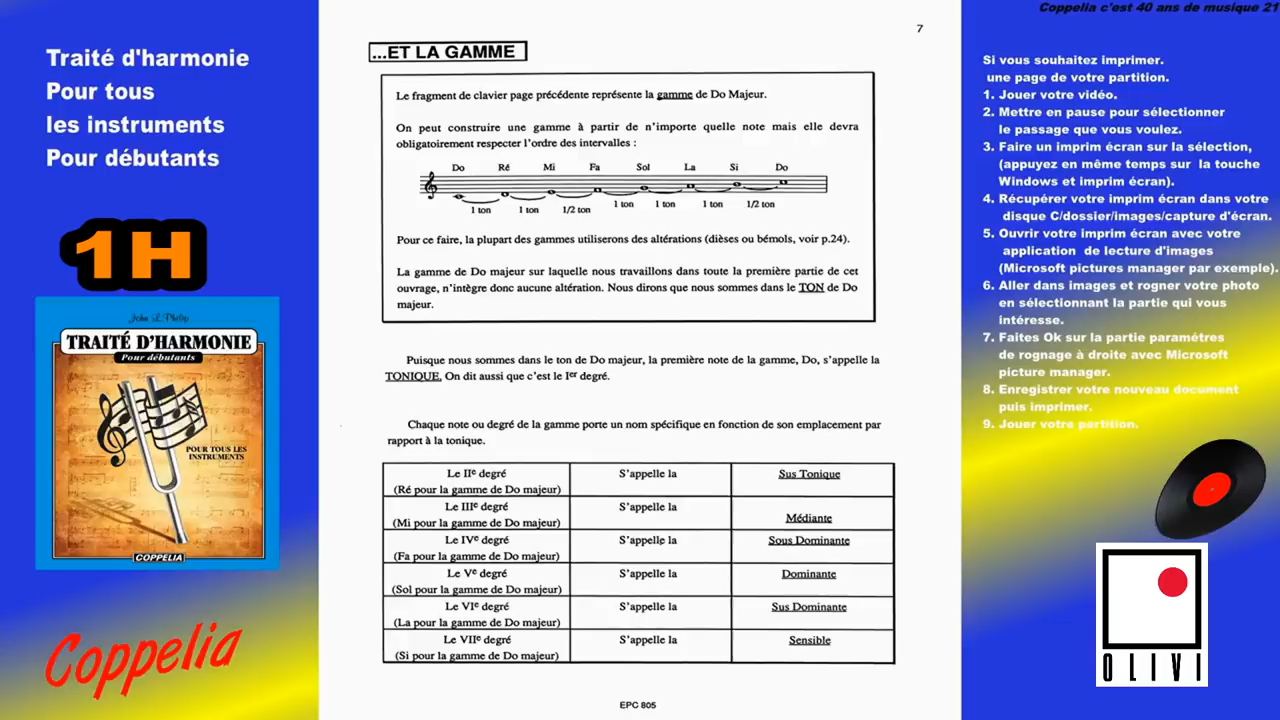 Coppelia c'est 40 ans de musique 21
Traité d'harmonie
Pour tous
les instruments
Pour débutants
1H
John L. Philip
TRAITÉ D'HARMONIE
Pour débutants
POUR TOUS LES
INSTRUMENTS
COPPELIA
Coppelia
7
...ET LA GAMME
Le fragment de clavier page précédente représente la gamme de Do Majeur.
On peut construire une gamme à partir de n'importe quelle note mais elle devra
obligatoirement respecter l'ordre des intervalles :
Do Ré Mi Fa Sol La Si Do
1 ton 1 ton 1/2 ton 1 ton 1 ton 1 ton 1/2 ton
Pour ce faire, la plupart des gammes utiliserons des altérations (dièses ou bémols, voir p.24).
La gamme de Do majeur sur laquelle nous travaillons dans toute la première partie de cet
ouvrage, n'intègre donc aucune altération. Nous dirons que nous sommes dans le TON de Do
majeur.
Puisque nous sommes dans le ton de Do majeur, la première note de la gamme, Do, s'appelle la
TONIQUE. On dit aussi que c'est le Ier degré.
Chaque note ou degré de la gamme porte un nom spécifique en fonction de son emplacement par
rapport à la tonique.
Le IIe degré S'appelle la Sus Tonique
(Ré pour la gamme de Do majeur)
Le IIIe degré S'appelle la
(Mi pour la gamme de Do majeur) Médiante
Le IVe degré S'appelle la Sous Dominante
(Fa pour la gamme de Do majeur)
Le Ve degré S'appelle la Dominante
(Sol pour la gamme de Do majeur)
Le VIe degré S'appelle la Sus Dominante
(La pour la gamme de Do majeur)
Le VIIe degré S'appelle la Sensible
(Si pour la gamme de Do majeur)
EPC 805
Si vous souhaitez imprimer.
une page de votre partition.
1. Jouer votre vidéo.
2. Mettre en pause pour sélectionner
le passage que vous voulez.
3. Faire un imprim écran sur la sélection,
(appuyez en même temps sur la touche
Windows et imprim écran).
4. Récupérer votre imprim écran dans votre
disque C/dossier/images/capture d'écran.
5. Ouvrir votre imprim écran avec votre
application de lecture d'images
(Microsoft pictures manager par exemple).
6. Aller dans images et rogner votre photo
en sélectionnant la partie qui vous
intéresse.
7. Faites Ok sur la partie paramétres
de rognage à droite avec Microsoft
picture manager.
8. Enregistrer votre nouveau document
puis imprimer.
9. Jouer votre partition.
OLIVI